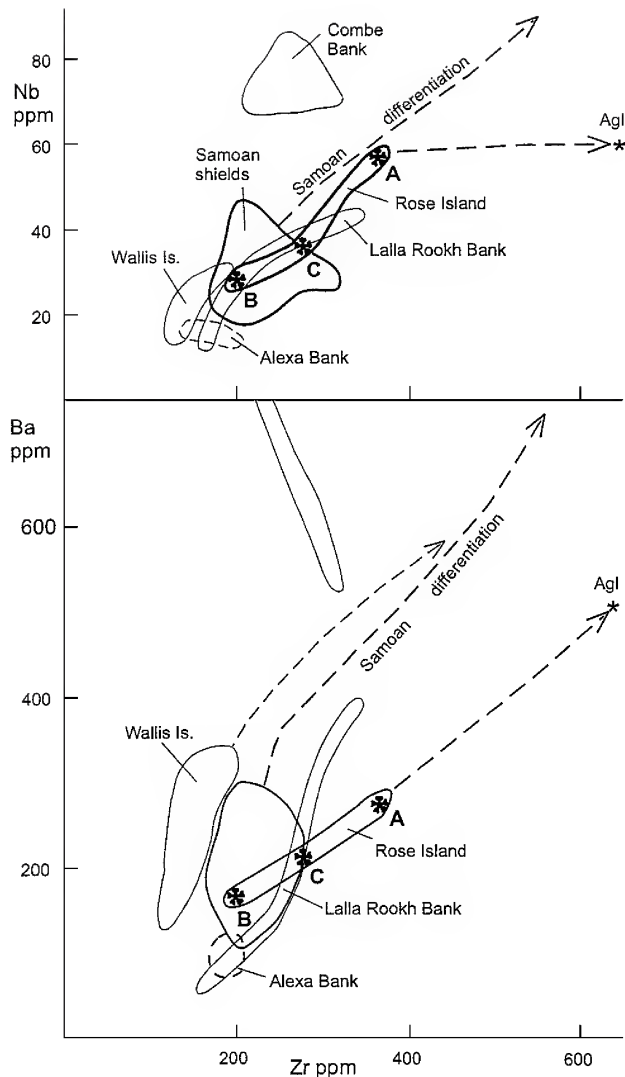 Combe
Bank
80
Nb
ppm
differentiation
Agl
*
60
Samoan
shields
Samoan
A
Rose Island
40
Lalla Rookh Bank
Wallis Is.
C
B
20
Alexa Bank
Ba
ppm
600
differentiation
Agl
*
Samoan
400
Wallis Is.
A
200
Rose Island
C
B
Lalla Rookh Bank
Alexa Bank
200
400
600
Zr ppm